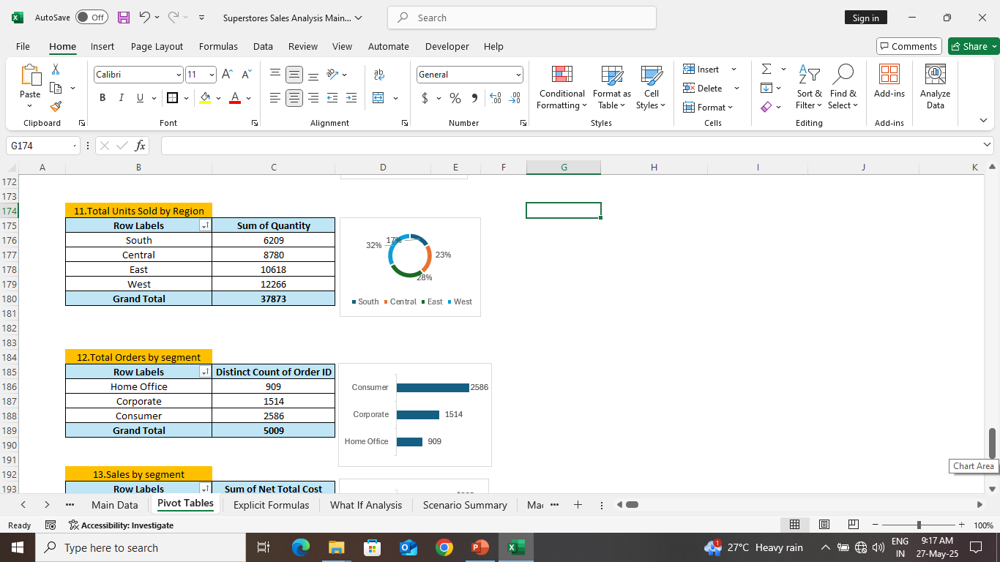 AutoSave Off Superstores Sales Analysis Main... Search Sign in
File Home Insert Page Layout Formulas Data Review View Automate Developer Help Comments Share
Paste Calibri 11 A A ab General Conditional Formatting Format as Table Cell Styles Insert Delete Format Sort & Filter Find & Select Add-ins Analyze Data
B I U A $ %
Clipboard Font Alignment Number Styles Cells Editing Add-ins
G174 fx
A B C D E F G H I J K
172
173
174 11.Total Units Sold by Region
175 Row Labels Sum of Quantity
176 South 6209
177 Central 8780
178 East 10618
179 West 12266
180 Grand Total 37873
17%
32%
23%
28%
South Central East West
181
182
183
184 12.Total Orders by segment
185 Row Labels Distinct Count of Order ID
186 Home Office 909
187 Corporate 1514
188 Consumer 2586
189 Grand Total 5009
Consumer 2586
Corporate 1514
Home Office 909
190
191
192 13.Sales by segment
193 Row Labels Sum of Net Total Cost
Chart Area
Main Data Pivot Tables Explicit Formulas What If Analysis Scenario Summary Mac
Ready Accessibility: Investigate 100%
Type here to search 1 27°C Heavy rain ENG 9:17 AM
IN 27-May-25